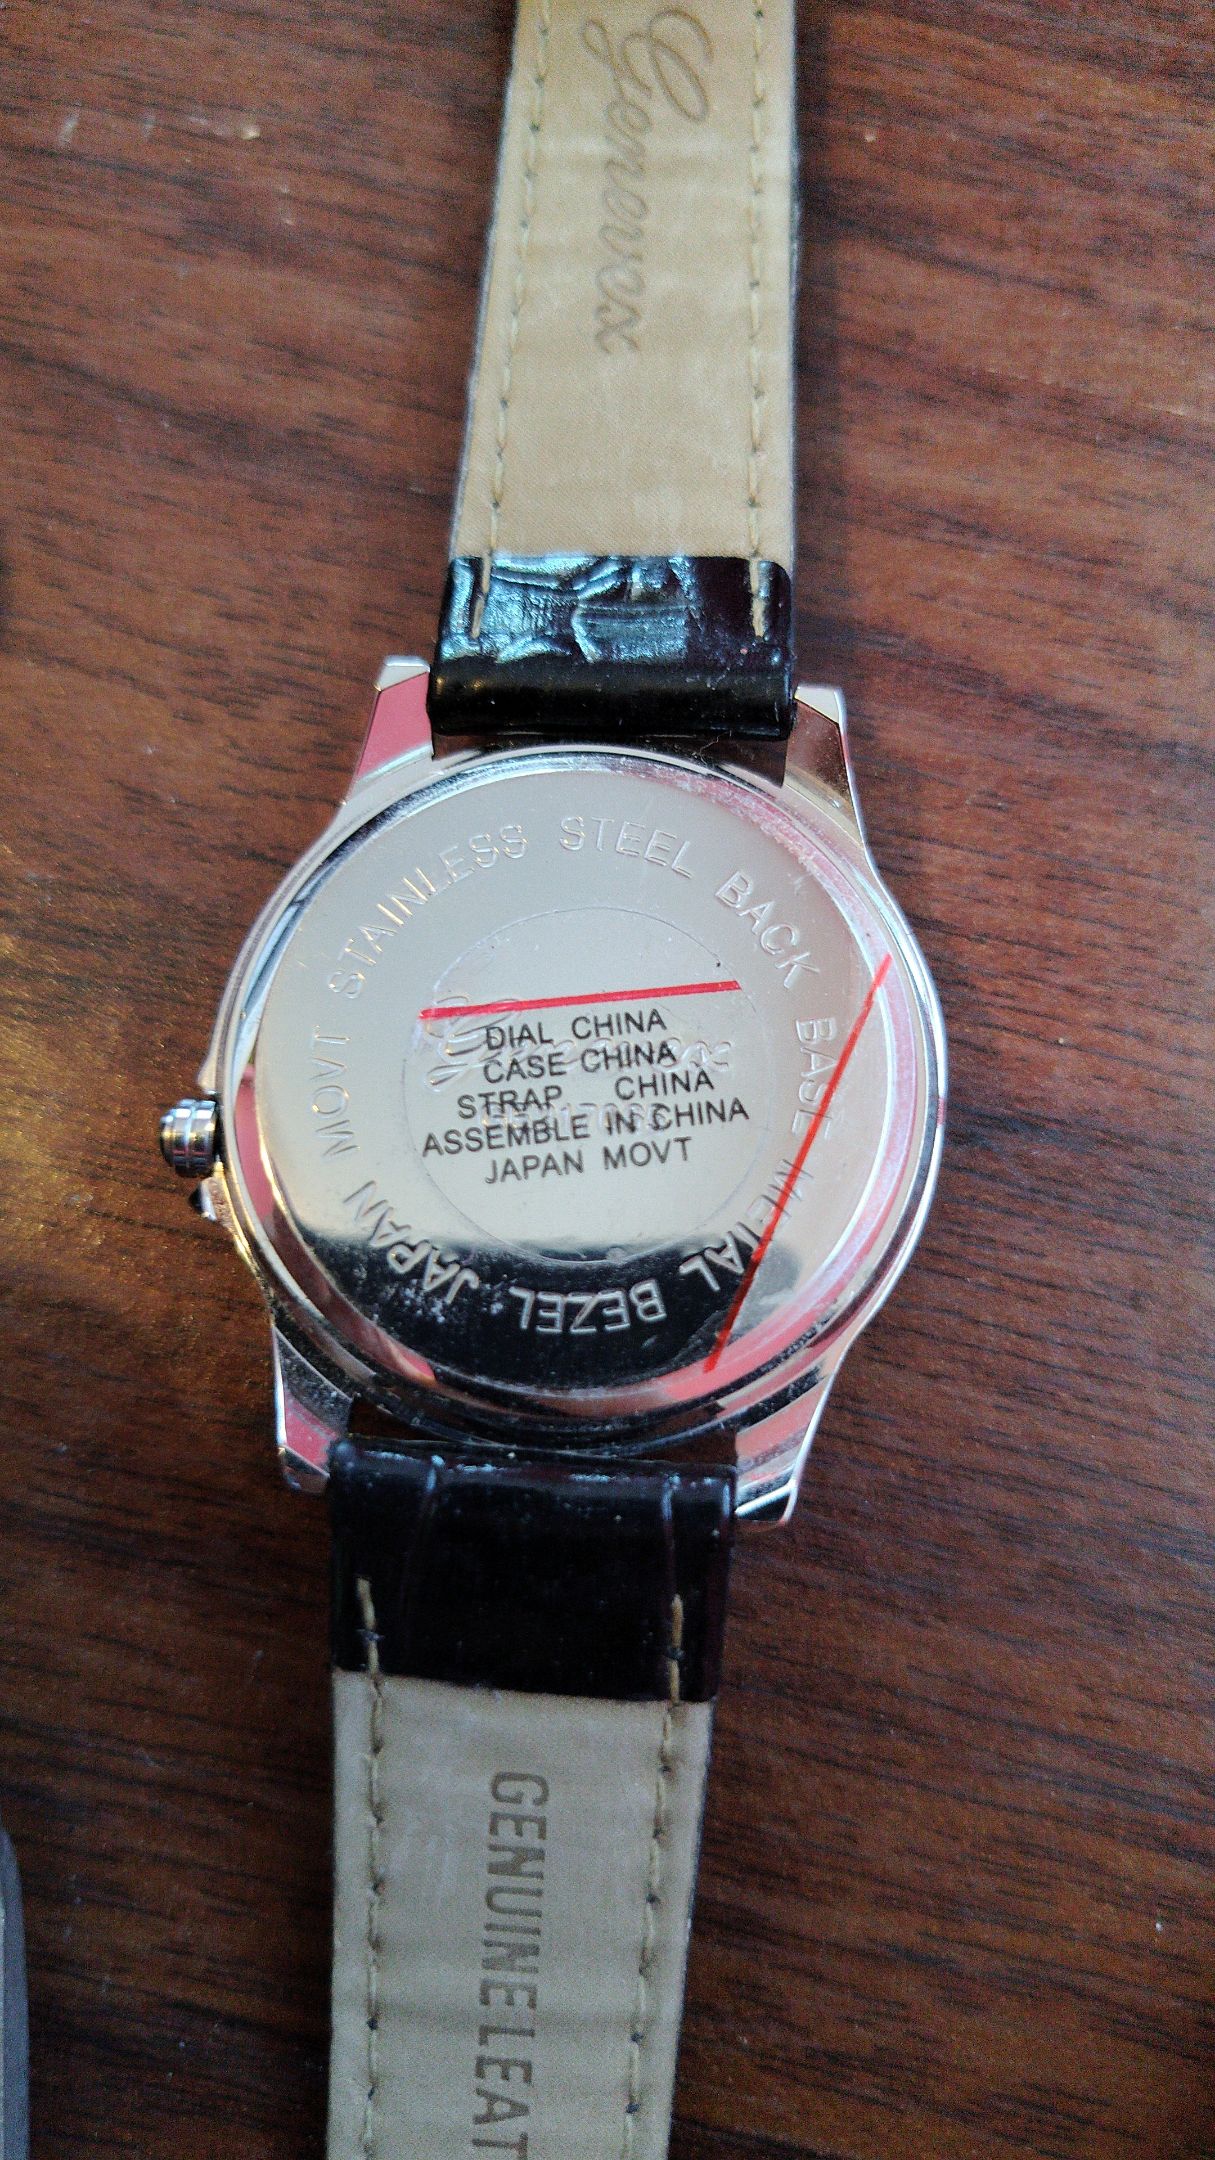 Genevex
STAINLESS STEEL BACK BASE METAL BEZEL JAPAN MOVT
DIAL CHINA
CASE CHINA
STRAP CHINA
ASSEMBLE IN CHINA
JAPAN MOVT
GENUINE LEAT